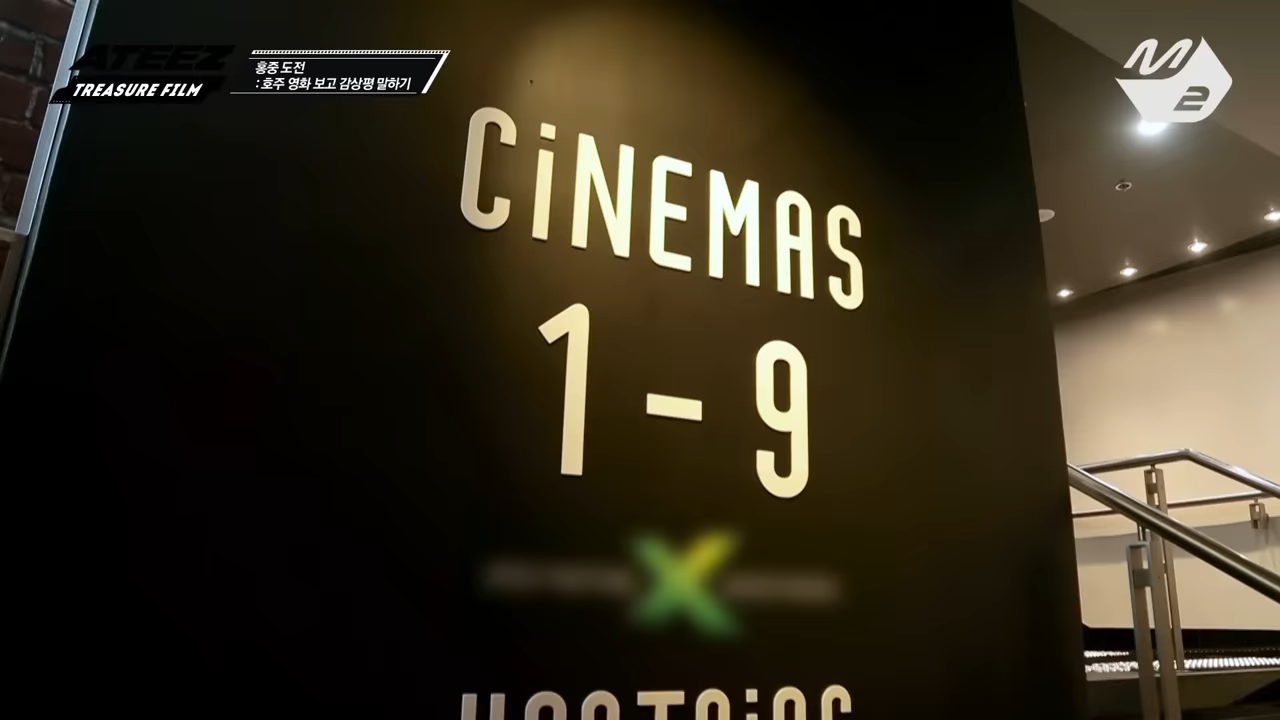 ATEEZ
TREASURE FILM
홍중 도전
: 호주 영화 보고 감상평 말하기
M2
CiNEMAS
1 - 9
X